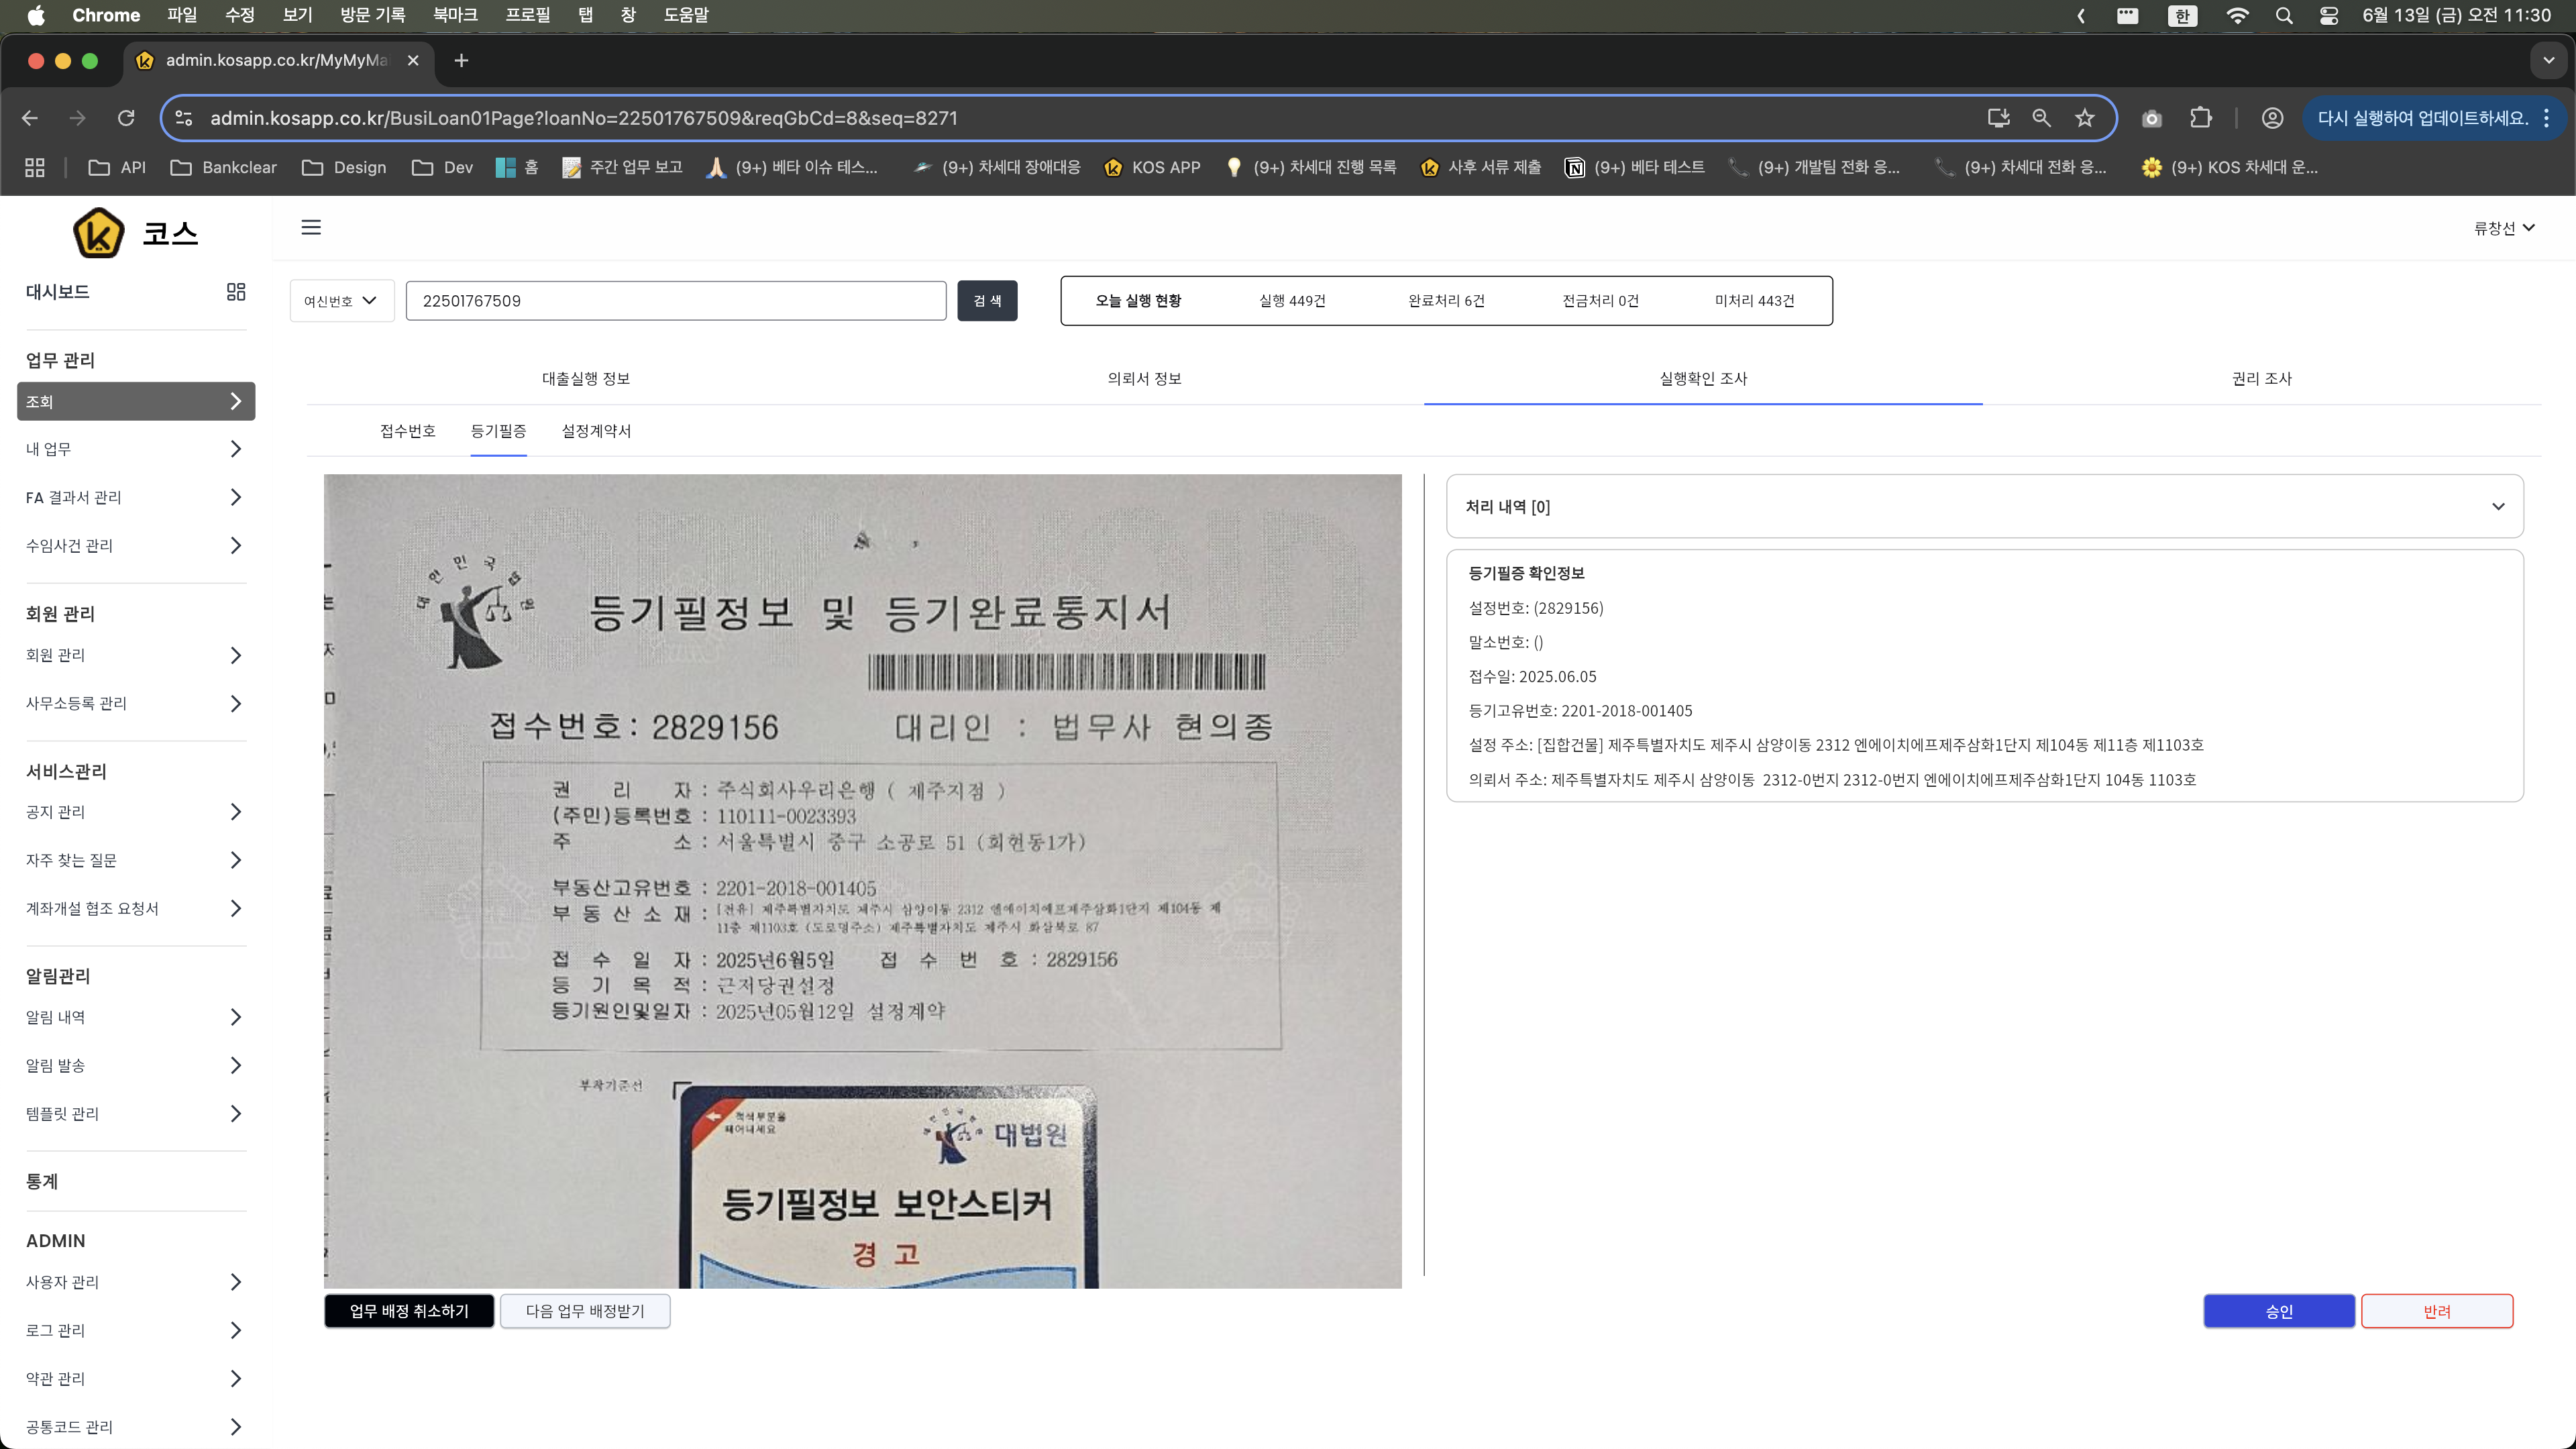 Chrome 파일 수정 보기 방문 기록 북마크 프로필 탭 창 도움말 한 6월 13일 (금) 오전 11:30
admin.kosapp.co.kr/MyMyMa
admin.kosapp.co.kr/BusiLoan01Page?loanNo=22501767509&reqGbCd=8&seq=8271 다시 실행하여 업데이트하세요.
API Bankclear Design Dev 홈 주간 업무 보고 (9+) 베타 이슈 테스... (9+) 차세대 장애대응 KOS APP (9+) 차세대 진행 목록 사후 서류 제출 (9+) 베타 테스트 (9+) 개발팀 전화 응... (9+) 차세대 전화 응... (9+) KOS 차세대 운...
코스
류창선
대시보드
업무 관리
조회
내 업무
FA 결과서 관리
수임사건 관리
회원 관리
회원 관리
사무소등록 관리
서비스관리
공지 관리
자주 찾는 질문
계좌개설 협조 요청서
알림관리
알림 내역
알림 발송
템플릿 관리
통계
ADMIN
사용자 관리
로그 관리
약관 관리
공통코드 관리
여신번호 22501767509 검 색
오늘 실행 현황 실행 449건 완료처리 6건 전금처리 0건 미처리 443건
대출실행 정보 의뢰서 정보 실행확인 조사 권리 조사
접수번호 등기필증 설정계약서
대한민국법원
등기필정보 및 등기완료통지서
접수번호: 2829156 대리인 : 법무사 현의종
권 리 자 : 주식회사우리은행 ( 제주지점 )
(주민)등록번호 : 110111-0023393
주 소 : 서울특별시 중구 소공로 51 (회현동1가)
부동산고유번호 : 2201-2018-001405
부 동 산 소 재 : [전유] 제주특별자치도 제주시 삼양이동 2312 엔에이치에프제주삼화1단지 제104동 제
11층 제1103호 (도로명주소) 제주특별자치도 제주시 화삼북로 87
접 수 일 자 : 2025년6월5일 접 수 번 호 : 2829156
등 기 목 적 : 근저당권설정
등기원인및일자 : 2025년05월12일 설정계약
부착기준선
적색부분을
떼어내세요
대법원
등기필정보 보안스티커
경 고
업무 배정 취소하기 다음 업무 배정받기
처리 내역 [0]
등기필증 확인정보
설정번호: (2829156)
말소번호: ()
접수일: 2025.06.05
등기고유번호: 2201-2018-001405
설정 주소: [집합건물] 제주특별자치도 제주시 삼양이동 2312 엔에이치에프제주삼화1단지 제104동 제11층 제1103호
의뢰서 주소: 제주특별자치도 제주시 삼양이동 2312-0번지 2312-0번지 엔에이치에프제주삼화1단지 104동 1103호
승인 반려